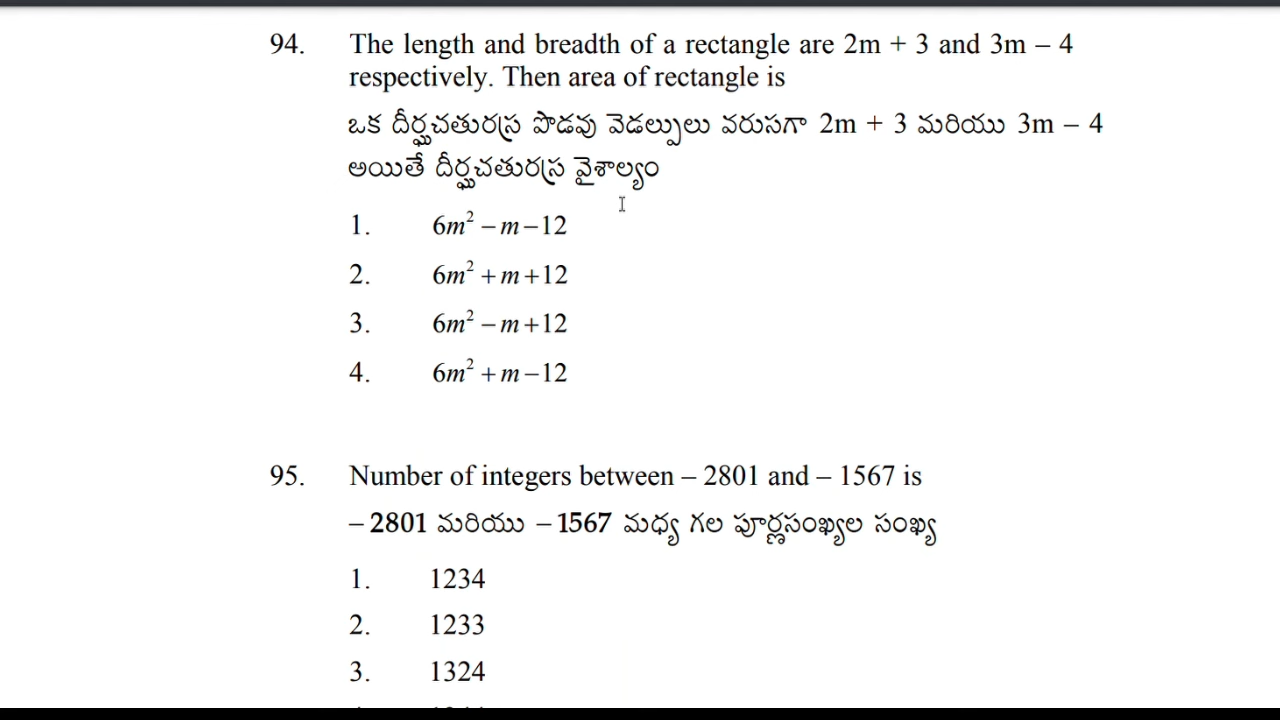 94. The length and breadth of a rectangle are 2m + 3 and 3m – 4
respectively. Then area of rectangle is
ఒక దీర్ఘచతురస్ర పొడవు వెడల్పులు వరుసగా 2m + 3 మరియు 3m – 4
అయితే దీర్ఘచతురస్ర వైశాల్యం
1. 6m² – m – 12
2. 6m² + m + 12
3. 6m² – m + 12
4. 6m² + m – 12
95. Number of integers between – 2801 and – 1567 is
– 2801 మరియు – 1567 మధ్య గల పూర్ణసంఖ్యల సంఖ్య
1. 1234
2. 1233
3. 1324